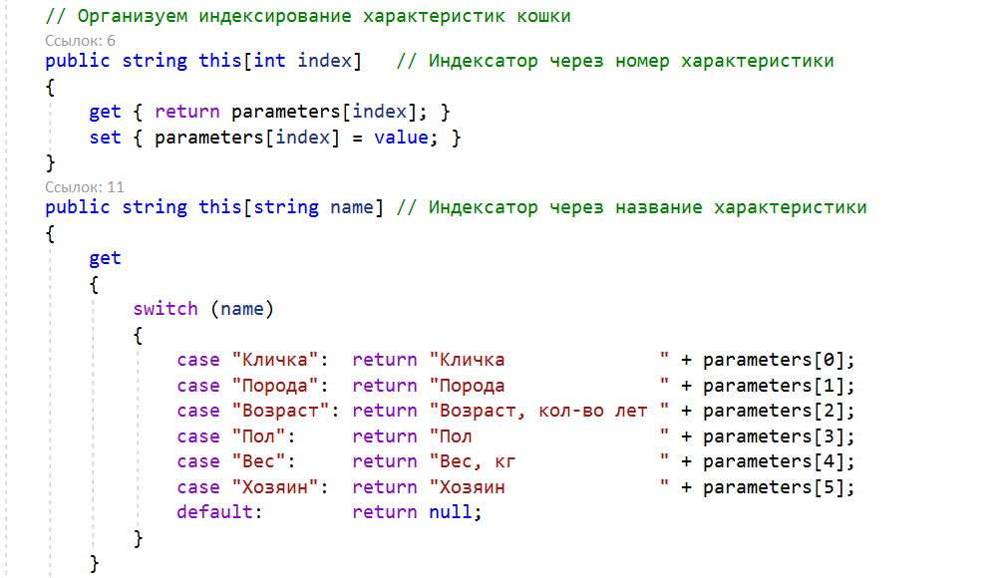 // Организуем индексирование характеристик кошки
Ссылок: 6
public string this[int index]   // Индексатор через номер характеристики
{
    get { return parameters[index]; }
    set { parameters[index] = value; }
}
Ссылок: 11
public string this[string name] // Индексатор через название характеристики
{
    get
    {
        switch (name)
        {
            case "Кличка":  return "Кличка              " + parameters[0];
            case "Порода":  return "Порода              " + parameters[1];
            case "Возраст": return "Возраст, кол-во лет " + parameters[2];
            case "Пол":     return "Пол                 " + parameters[3];
            case "Вес":     return "Вес, кг             " + parameters[4];
            case "Хозяин":  return "Хозяин              " + parameters[5];
            default:        return null;
        }
    }